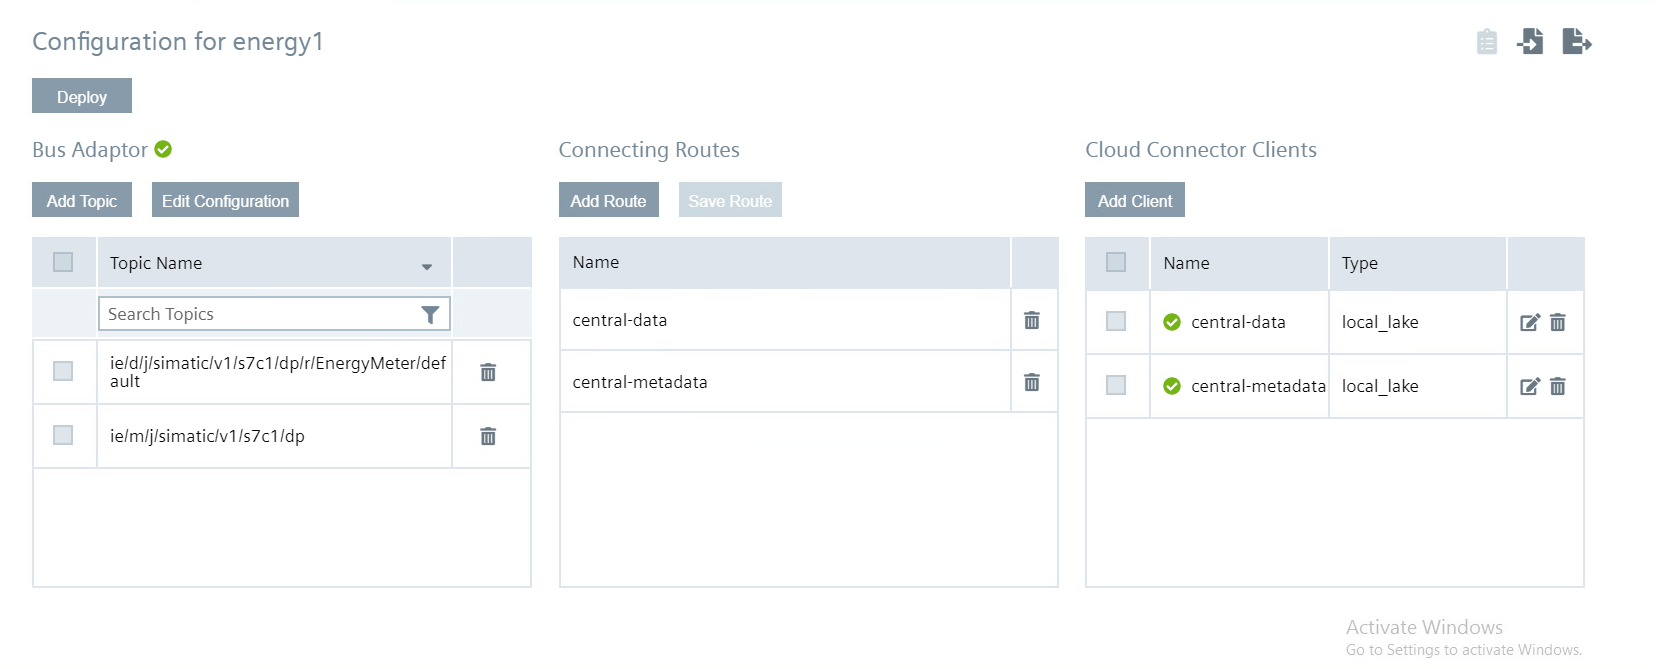 Configuration for energy1
Deploy
Bus Adaptor
Connecting Routes
Cloud Connector Clients
Add Topic
Edit Configuration
Add Route
Save Route
Add Client
Topic Name
Search Topics
ie/d/j/simatic/v1/s7c1/dp/r/EnergyMeter/def
ault
ie/m/j/simatic/v1/s7c1/dp
Name
central-data
central-metadata
Name
Type
central-data
local_lake
central-metadata
local_lake
Activate Windows
Go to Settings to activate Windows.